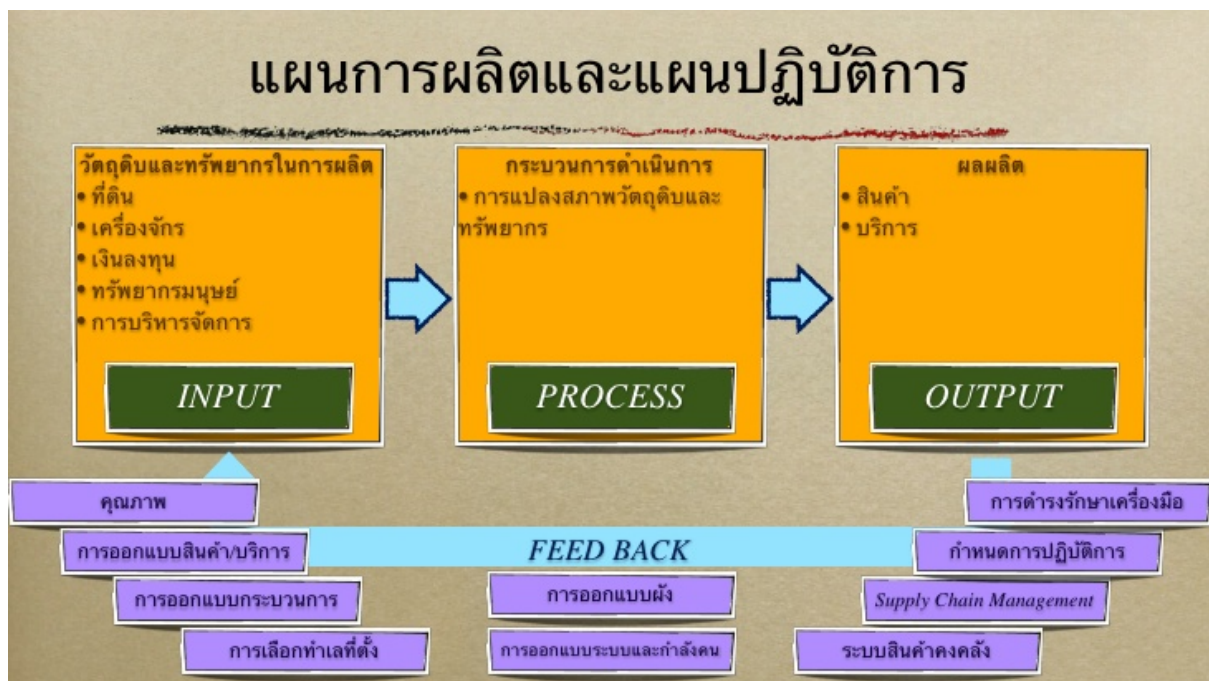 แผนการผลิตและแผนปฏิบัติการ
วัตถุดิบและทรัพยากรในการผลิต
• ที่ดิน
• เครื่องจักร
• เงินลงทุน
• ทรัพยากรมนุษย์
• การบริหารจัดการ
INPUT
กระบวนการดำเนินการ
• การแปลงสภาพวัตถุดิบและ
ทรัพยากร
PROCESS
ผลผลิต
• สินค้า
• บริการ
OUTPUT
คุณภาพ
การออกแบบสินค้า/บริการ
การออกแบบกระบวนการ
การเลือกทำเลที่ตั้ง
FEED BACK
การออกแบบผัง
การออกแบบระบบและกำลังคน
การดำรงรักษาเครื่องมือ
กำหนดการปฏิบัติการ
Supply Chain Management
ระบบสินค้าคงคลัง